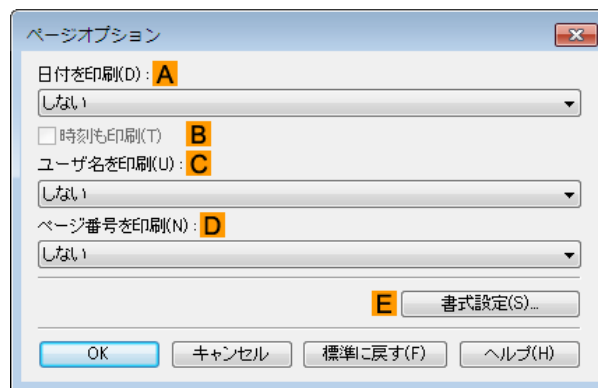 ページオプション
日付を印刷(D) : A
しない
時刻も印刷(T) B
ユーザ名を印刷(U) : C
しない
ページ番号を印刷(N) : D
しない
E 書式設定(S)...
OK キャンセル 標準に戻す(F) ヘルプ(H)